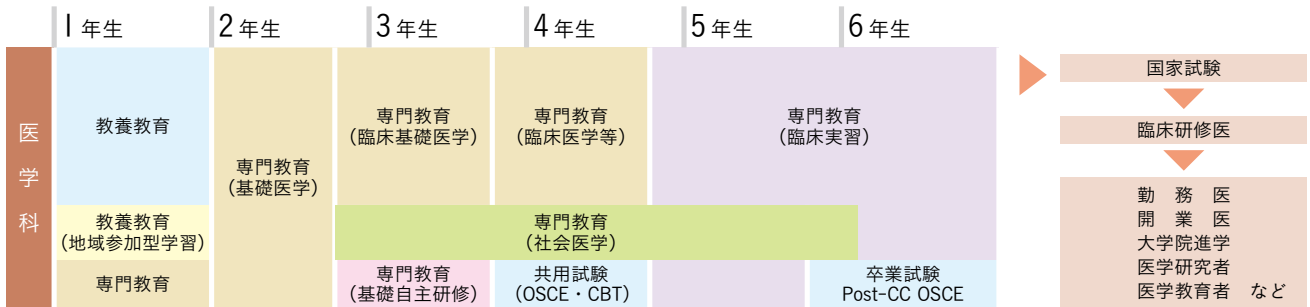 1年生
2年生
3年生
4年生
5年生
6年生
医学科
教養教育
教養教育
(地域参加型学習)
専門教育
専門教育
(基礎医学)
専門教育
(臨床基礎医学)
専門教育
(臨床医学等)
専門教育
(臨床実習)
専門教育
(社会医学)
専門教育
(基礎自主研修)
共用試験
(OSCE・CBT)
卒業試験
Post-CC OSCE
国家試験
臨床研修医
勤務医
開業医
大学院進学
医学研究者
医学教育者 など